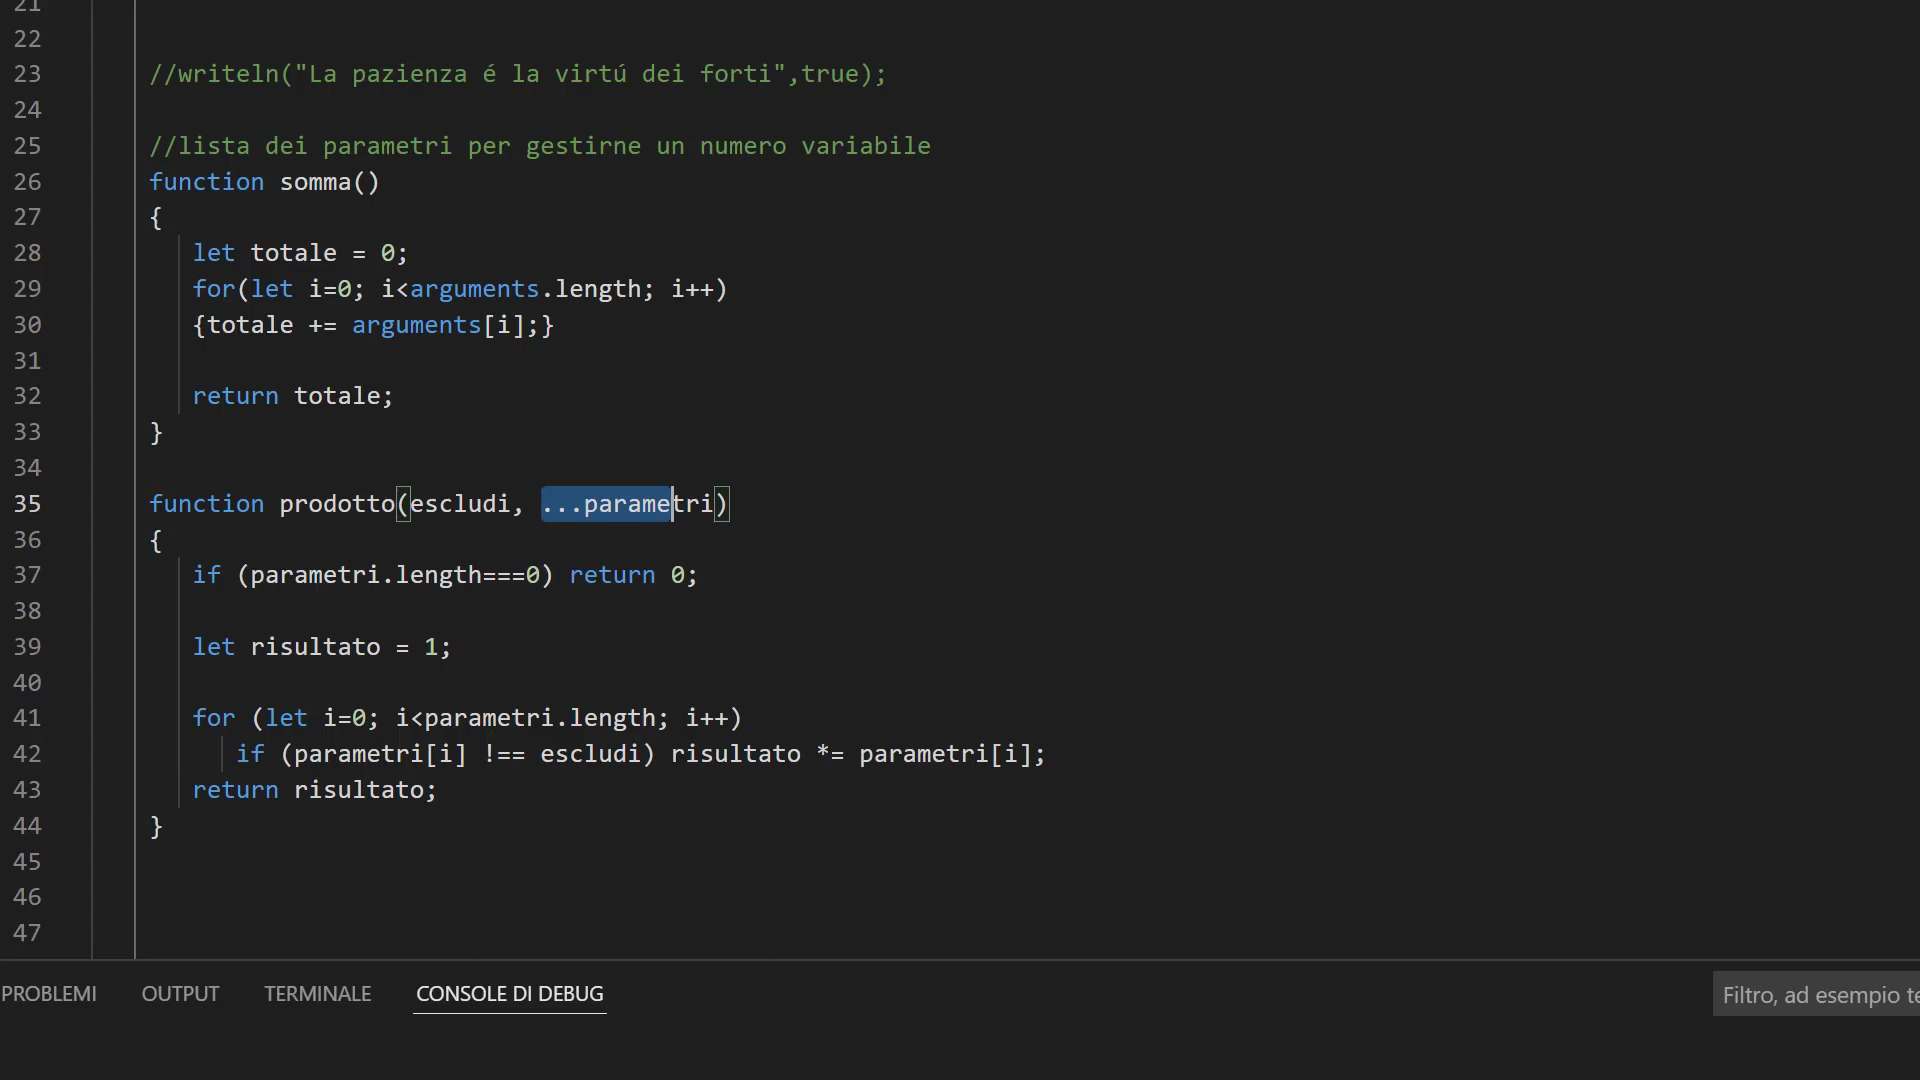 21
22
23 //writeln("La pazienza é la virtú dei forti",true);
24
25 //lista dei parametri per gestirne un numero variabile
26 function somma()
27 {
28 let totale = 0;
29 for(let i=0; i<arguments.length; i++)
30 {totale += arguments[i];}
31
32 return totale;
33 }
34
35 function prodotto(escludi, ...parametri)
36 {
37 if (parametri.length===0) return 0;
38
39 let risultato = 1;
40
41 for (let i=0; i<parametri.length; i++)
42 if (parametri[i] !== escludi) risultato *= parametri[i];
43 return risultato;
44 }
45
46
47
PROBLEMI OUTPUT TERMINALE CONSOLE DI DEBUG Filtro, ad esempio te